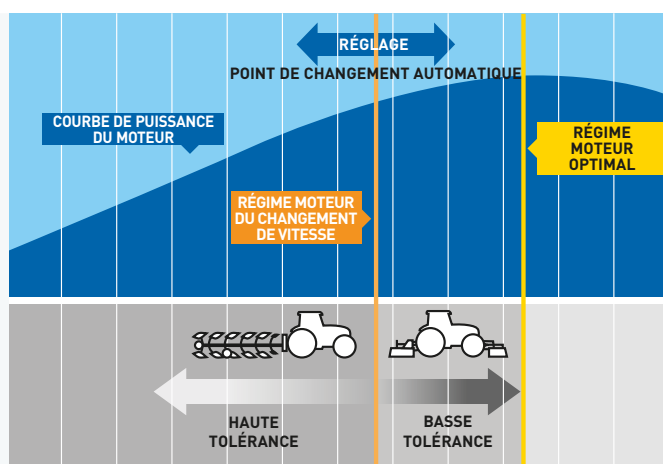 RÉGLAGE
POINT DE CHANGEMENT AUTOMATIQUE
COURBE DE PUISSANCE
DU MOTEUR
RÉGIME
MOTEUR
OPTIMAL
RÉGIME MOTEUR
DU CHANGEMENT
DE VITESSE
HAUTE
TOLÉRANCE
BASSE
TOLÉRANCE